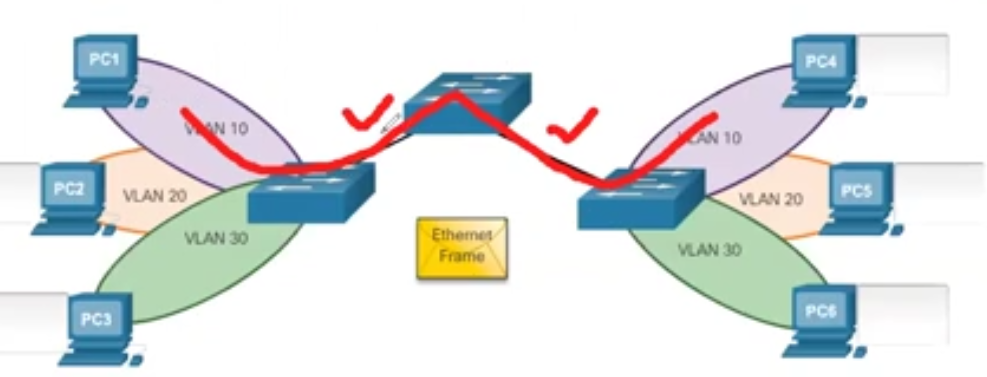 PC1
VLAN 10
PC2
VLAN 20
VLAN 30
PC3
Ethernet
Frame
PC4
VLAN 10
VLAN 20
PC5
VLAN 30
PC6